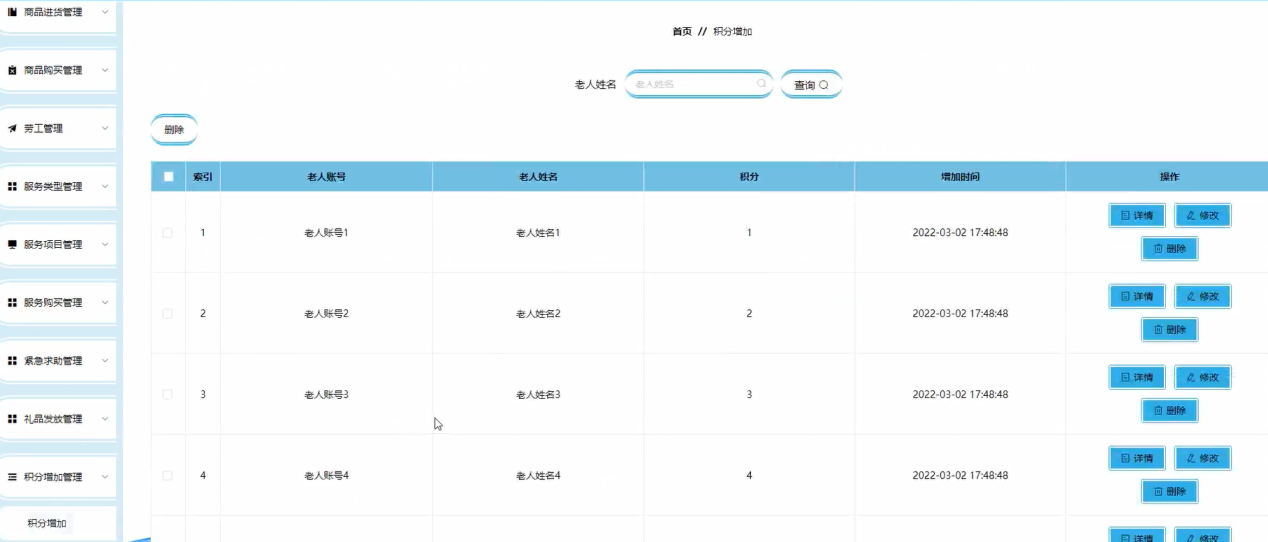 商品进货管理
商品购买管理
劳工管理
服务类型管理
服务项目管理
服务购买管理
紧急求助管理
礼品发放管理
积分增加管理
积分增加
首页 // 积分增加
老人姓名 老人姓名 查询
删除
索引 老人账号 老人姓名 积分 增加时间 操作
1 老人账号1 老人姓名1 1 2022-03-02 17:48:48 详情 修改
删除
2 老人账号2 老人姓名2 2 2022-03-02 17:48:48 详情 修改
删除
3 老人账号3 老人姓名3 3 2022-03-02 17:48:48 详情 修改
删除
4 老人账号4 老人姓名4 4 2022-03-02 17:48:48 详情 修改
删除
详情 修改